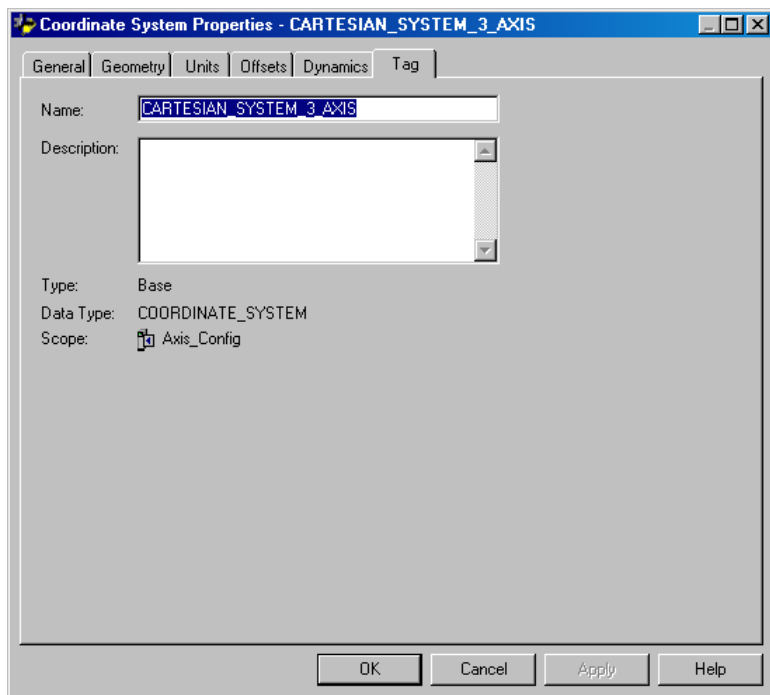 Coordinate System Properties - CARTESIAN_SYSTEM_3_AXIS
General Geometry Units Offsets Dynamics Tag
Name: CARTESIAN_SYSTEM_3_AXIS
Description:
Type: Base
Data Type: COORDINATE_SYSTEM
Scope: Axis_Config
OK Cancel Apply Help